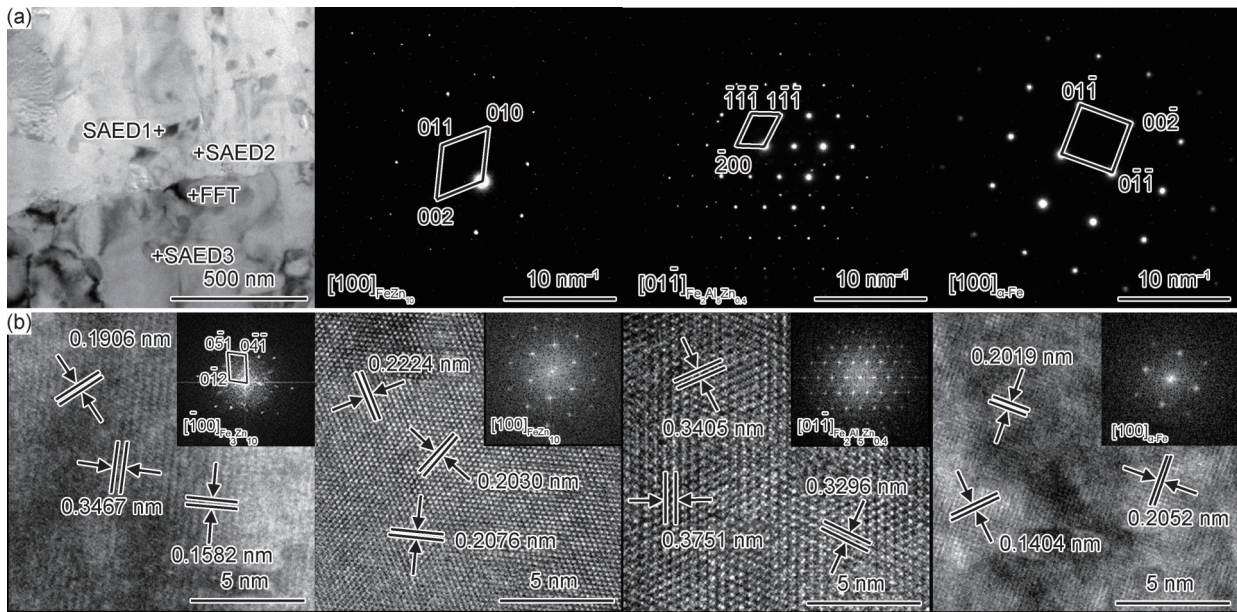 (a)
SAED1+
+SAED2
+FFT
+SAED3
500 nm
010
011
002
[100]FeZn10
10 nm⁻¹
1̄1̄1̄ 11̄1̄
2̄00
[011̄]Fe2Al5Zn0.4
10 nm⁻¹
011̄
002̄
01̄1̄
[100]α-Fe
10 nm⁻¹
(b)
0.1906 nm
05̄1 04̄1̄
01̄2
[1̄00]Fe3Zn10
0.3467 nm
0.1582 nm
5 nm
0.2224 nm
[100]FeZn10
0.2030 nm
0.2076 nm
5 nm
0.3405 nm
[011̄]Fe2Al5Zn0.4
0.3751 nm
0.3296 nm
5 nm
0.2019 nm
[100]α-Fe
0.2052 nm
0.1404 nm
5 nm